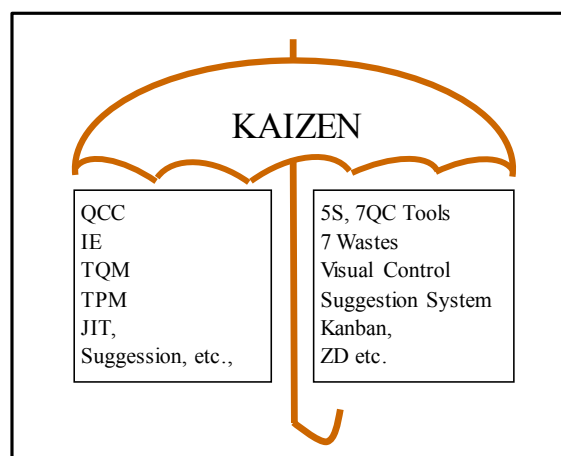 KAIZEN
QCC
IE
TQM
TPM
JIT,
Suggession, etc.,
5S, 7QC Tools
7 Wastes
Visual Control
Suggestion System
Kanban,
ZD etc.